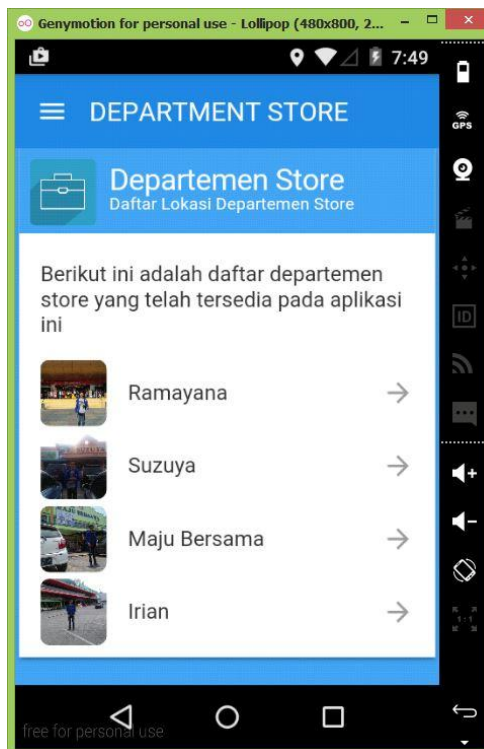 Genymotion for personal use - Lollipop (480x800, 2...
7:49
DEPARTMENT STORE
GPS
Departemen Store
Daftar Lokasi Departemen Store
Berikut ini adalah daftar departemen
store yang telah tersedia pada aplikasi
ini
ID
Ramayana
Suzuya
Maju Bersama
Irian
1:1
free for personal use